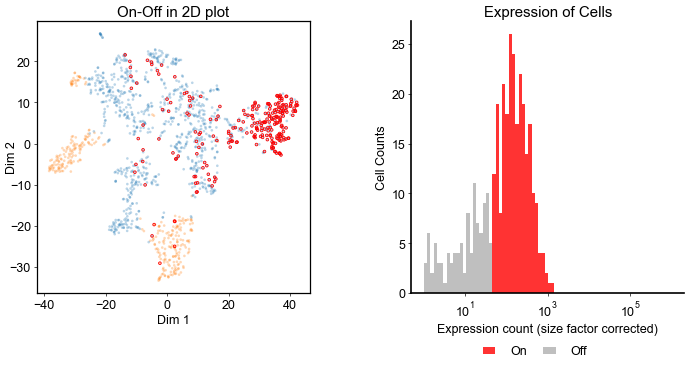 On-Off in 2D plot
Dim 2
20
10
0
−10
−20
−30
−40
−20
0
20
40
Dim 1
Expression of Cells
Cell Counts
25
20
15
10
5
0
10^1
10^3
10^5
Expression count (size factor corrected)
On Off